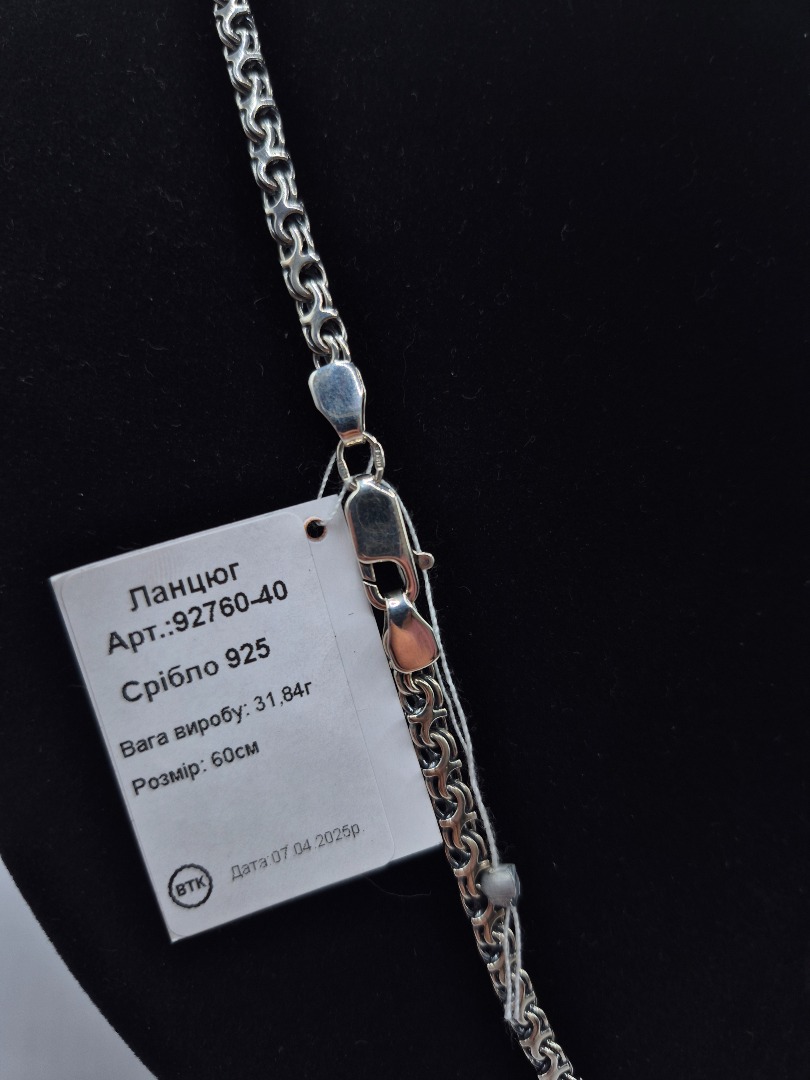 Ланцюг
Арт.:92760-40
Срібло 925
Вага виробу: 31,84г
Розмір: 60см
ВТК
Дата:07.04.2025р.